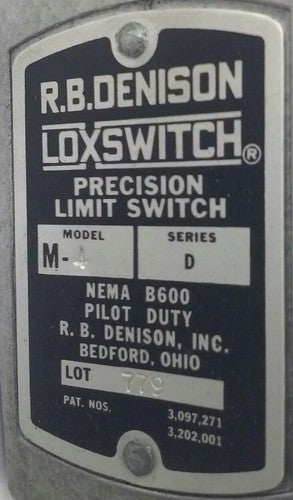 R.B.DENISON
LOXSWITCH®
PRECISION
LIMIT SWITCH
MODEL SERIES
M-4 D
NEMA B600
PILOT DUTY
R. B. DENISON, INC.
BEDFORD, OHIO
LOT 779
PAT. NOS. 3,097,271
3,202,001